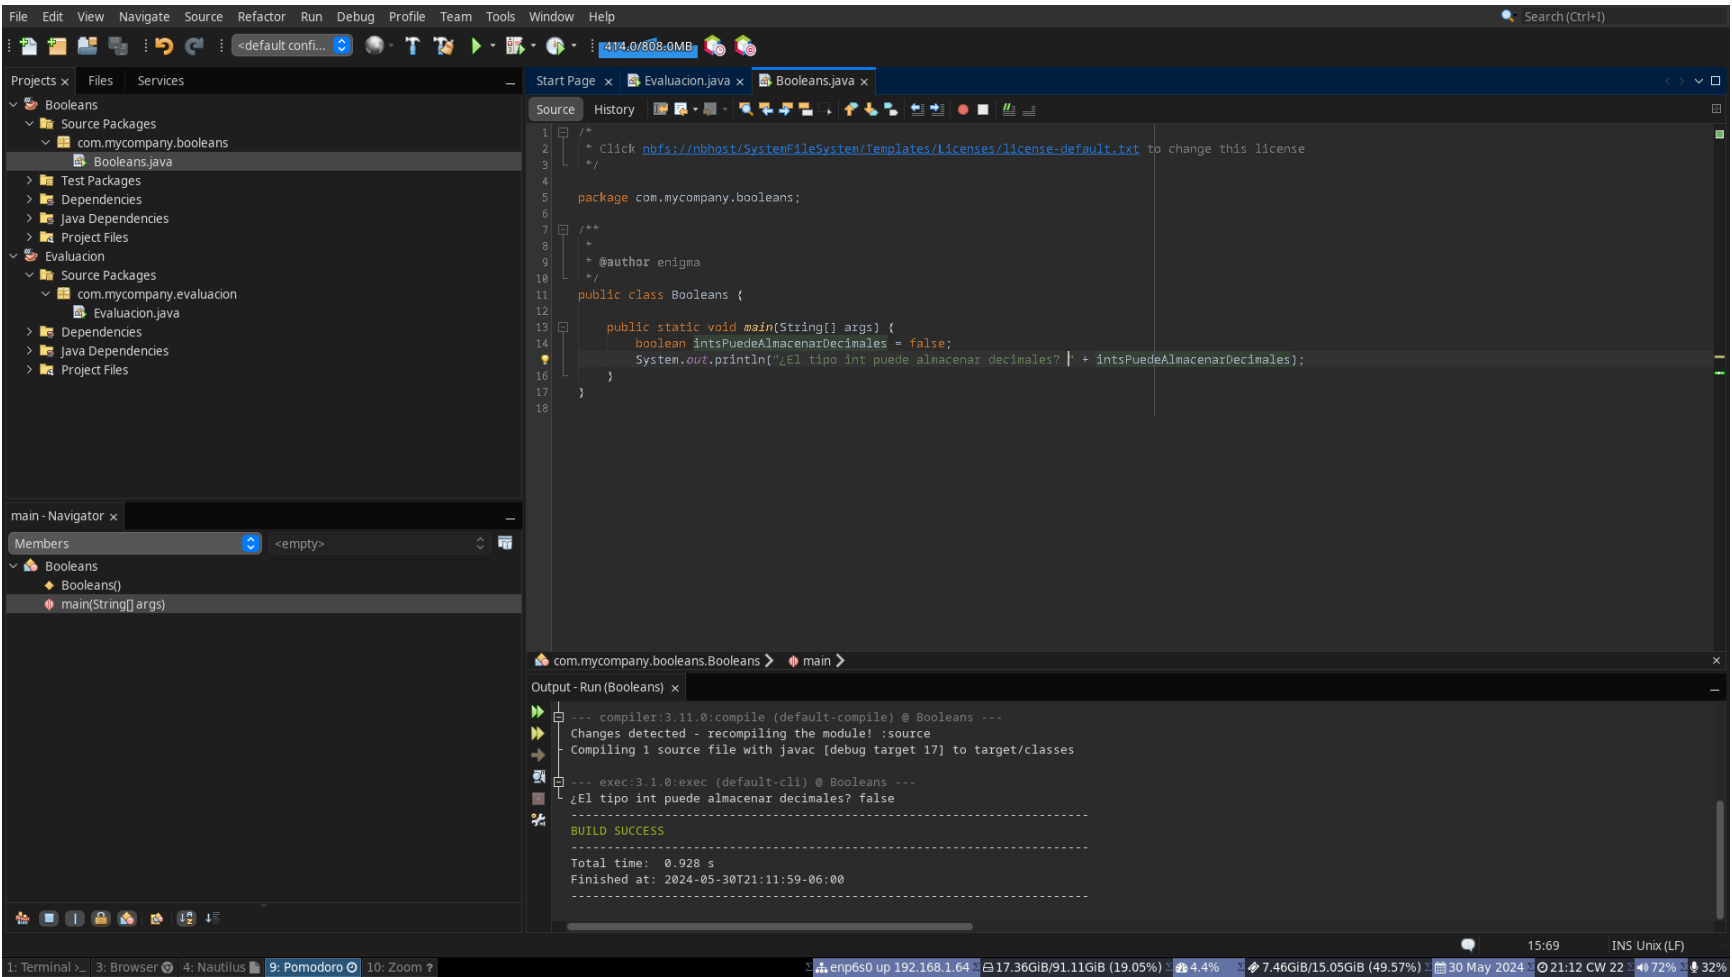 File Edit View Navigate Source Refactor Run Debug Profile Team Tools Window Help Search (Ctrl+I)
<default confi... 414.0/808.0MB
Projects Files Services
Start Page Evaluacion.java Booleans.java
Booleans
Source Packages
com.mycompany.booleans
Booleans.java
Test Packages
Dependencies
Java Dependencies
Project Files
Evaluacion
Source Packages
com.mycompany.evaluacion
Evaluacion.java
Dependencies
Java Dependencies
Project Files
Source History
1 /*
2 * Click nbfs://nbhost/SystemFileSystem/Templates/Licenses/license-default.txt to change this license
3 */
4
5 package com.mycompany.booleans;
6
7 /**
8 *
9 * @author enigma
10 */
11 public class Booleans {
12
13 public static void main(String[] args) {
14 boolean intsPuedeAlmacenarDecimales = false;
System.out.println("¿El tipo int puede almacenar decimales? " + intsPuedeAlmacenarDecimales);
16 }
17 }
18
main - Navigator
Members <empty>
Booleans
Booleans()
main(String[] args)
com.mycompany.booleans.Booleans main
Output - Run (Booleans)
--- compiler:3.11.0:compile (default-compile) @ Booleans ---
Changes detected - recompiling the module! :source
Compiling 1 source file with javac [debug target 17] to target/classes
--- exec:3.1.0:exec (default-cli) @ Booleans ---
¿El tipo int puede almacenar decimales? false
------------------------------------------------------------------------
BUILD SUCCESS
------------------------------------------------------------------------
Total time: 0.928 s
Finished at: 2024-05-30T21:11:59-06:00
------------------------------------------------------------------------
15:69 INS Unix (LF)
1: Terminal 3: Browser 4: Nautilus 9: Pomodoro 10: Zoom enp6s0 up 192.168.1.64 17.36GiB/91.11GiB (19.05%) 4.4% 7.46GiB/15.05GiB (49.57%) 30 May 2024 21:12 CW 22 72% 32%